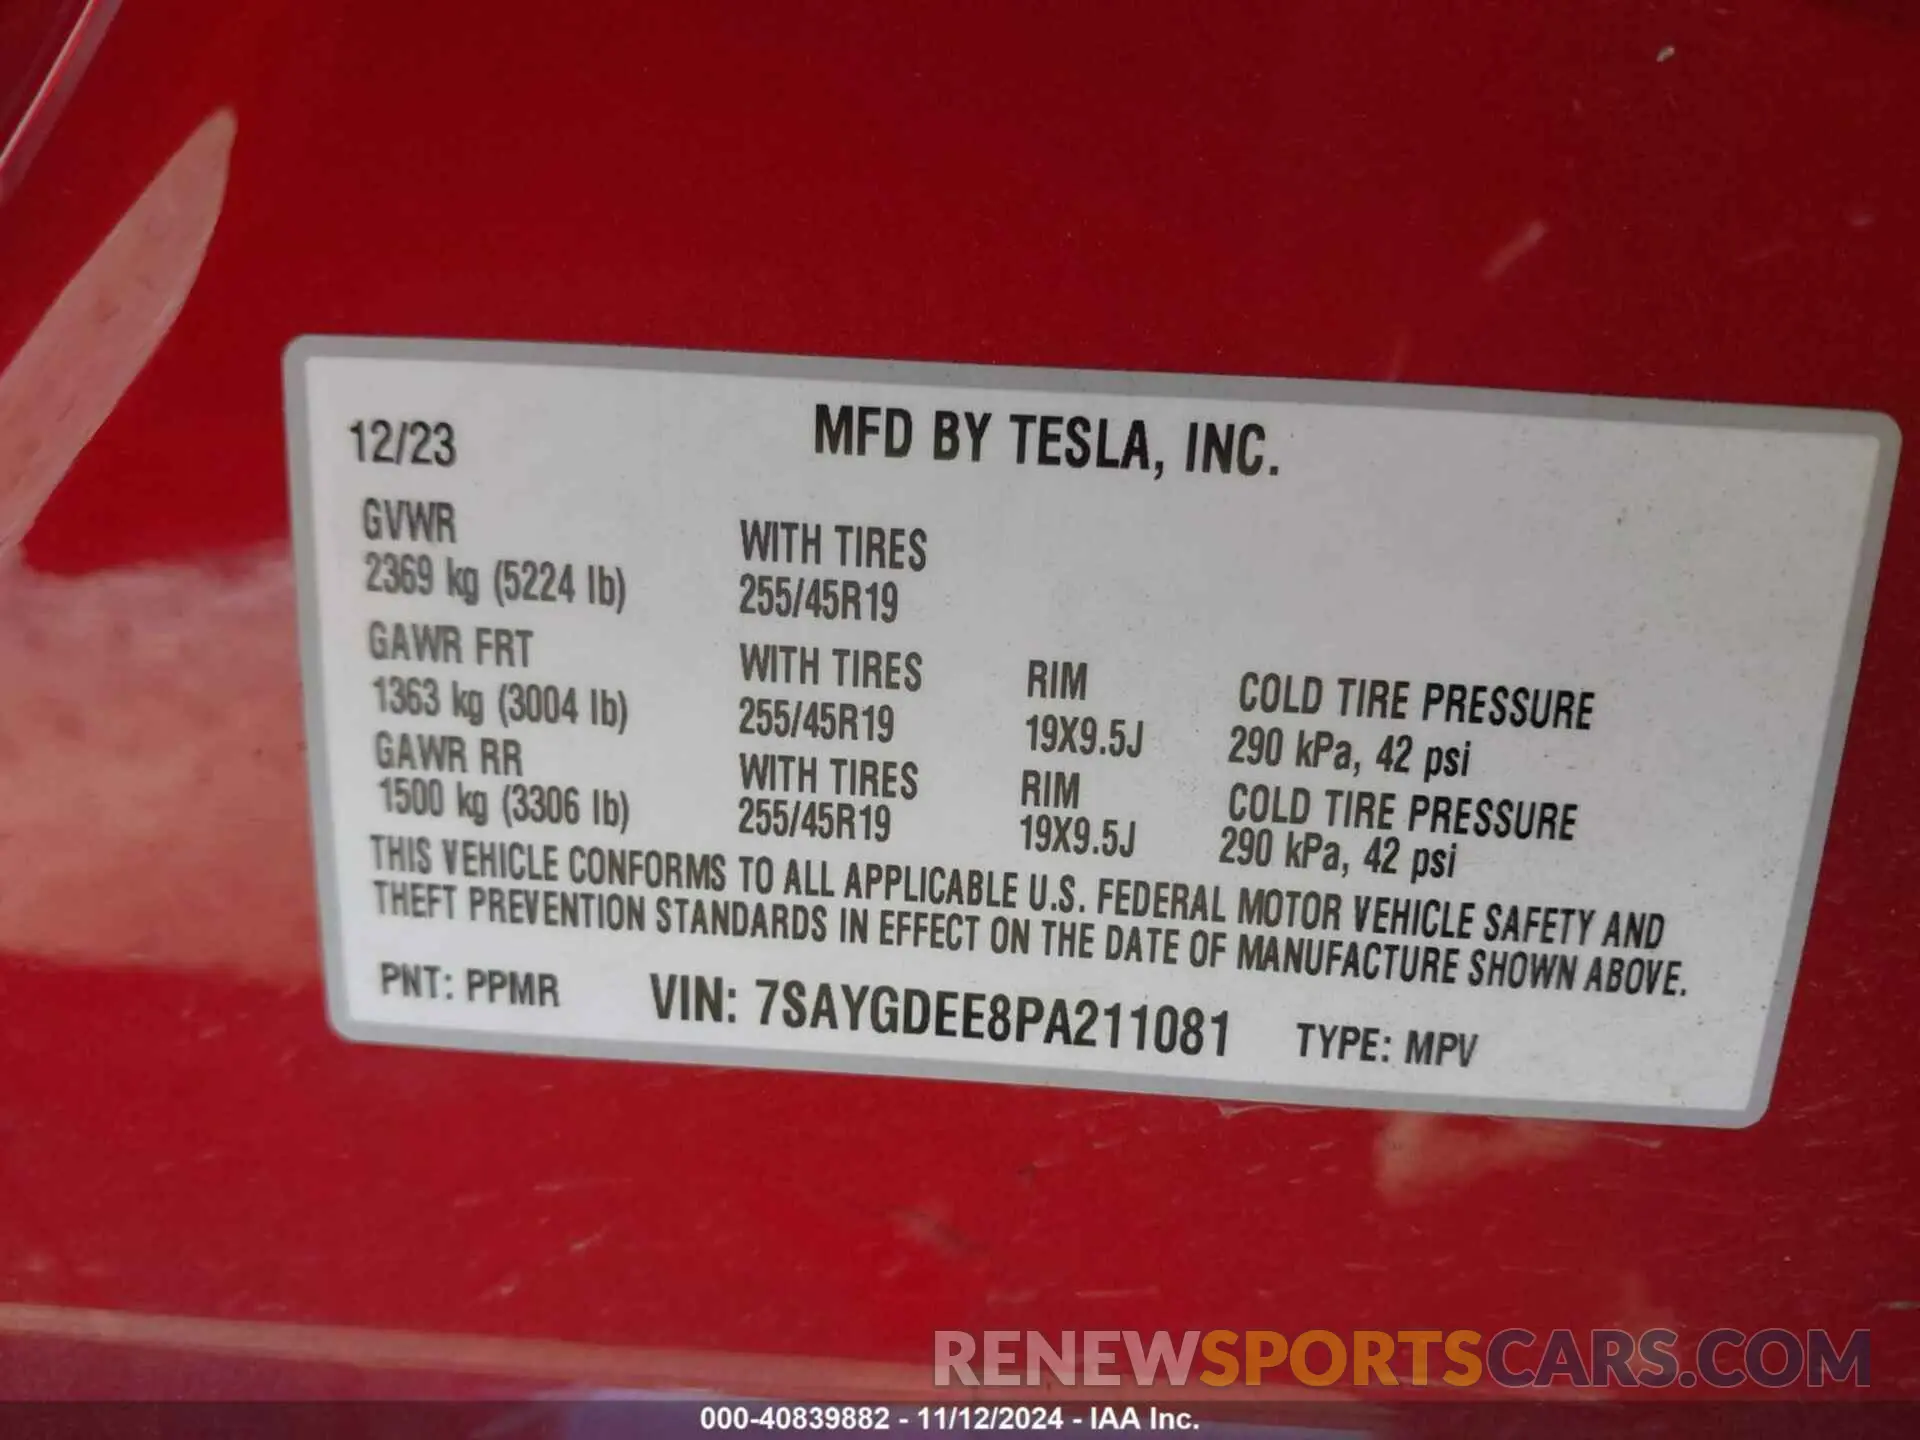 12/23 MFD BY TESLA, INC.
GVWR WITH TIRES
2369 kg (5224 lb) 255/45R19
GAWR FRT WITH TIRES RIM COLD TIRE PRESSURE
1363 kg (3004 lb) 255/45R19 19X9.5J 290 kPa, 42 psi
GAWR RR WITH TIRES RIM COLD TIRE PRESSURE
1500 kg (3306 lb) 255/45R19 19X9.5J 290 kPa, 42 psi
THIS VEHICLE CONFORMS TO ALL APPLICABLE U.S. FEDERAL MOTOR VEHICLE SAFETY AND
THEFT PREVENTION STANDARDS IN EFFECT ON THE DATE OF MANUFACTURE SHOWN ABOVE.
PNT: PPMR VIN: 7SAYGDEE8PA211081 TYPE: MPV
RENEWSPORTSCARS.COM
000-40839882 - 11/12/2024 - IAA Inc.